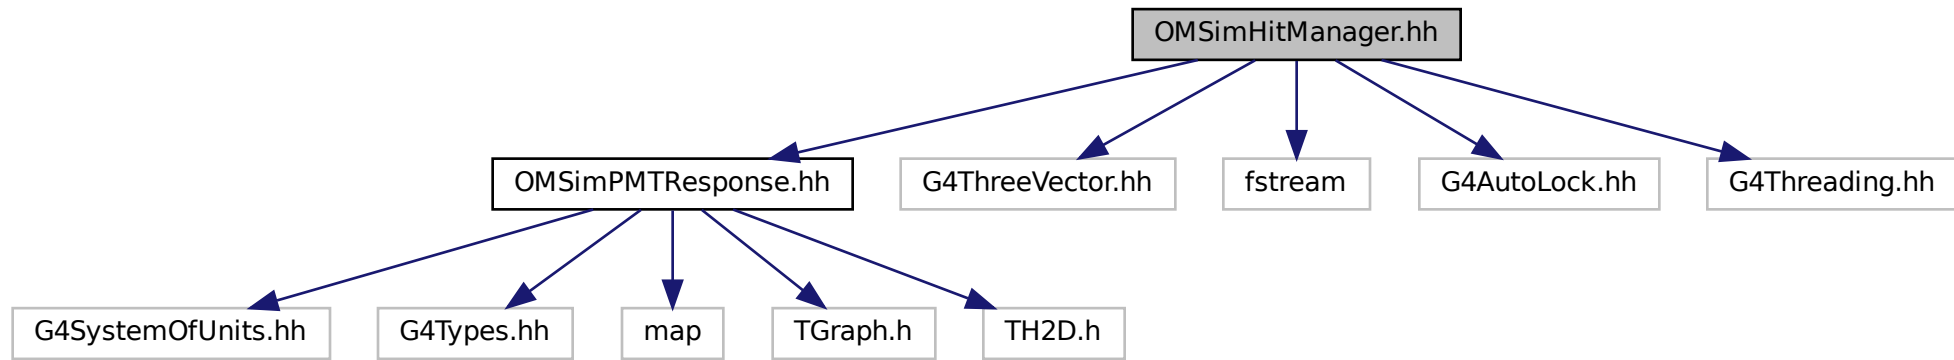 OMSimHitManager.hh
OMSimPMTResponse.hh
G4ThreeVector.hh
fstream
G4AutoLock.hh
G4Threading.hh
G4SystemOfUnits.hh
G4Types.hh
map
TGraph.h
TH2D.h